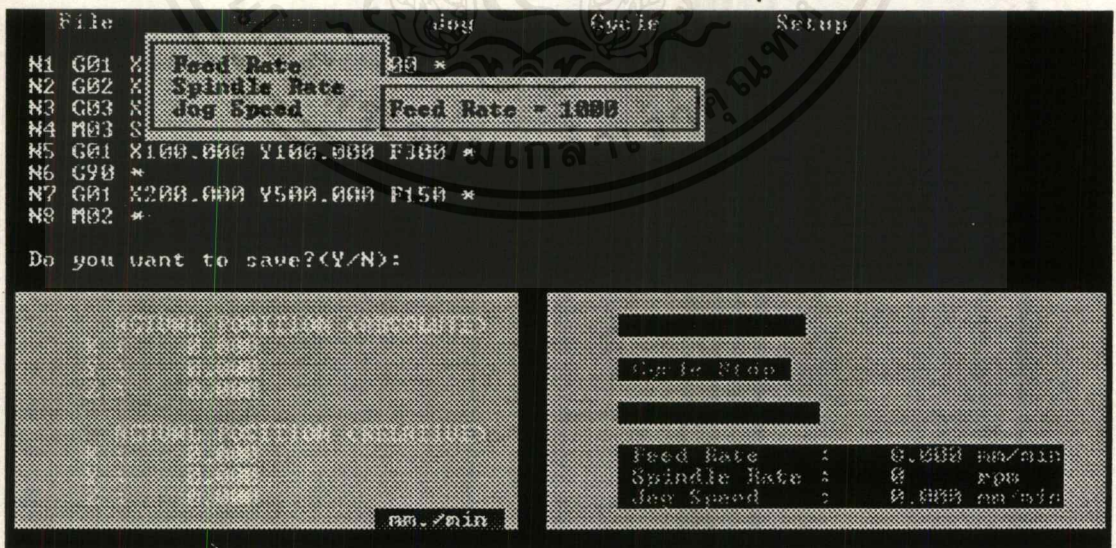 File Jog Cycle Setup
N1 G01 X 00 *
Feed Rate
N2 G02 X
Spindle Rate
N3 G03 X
Jog Speed
Feed Rate = 1000
N4 M03 S
N5 G01 X100.000 Y100.000 F300 *
N6 G90 *
N7 G01 X200.000 Y500.000 F150 *
N8 M02 *
Do you want to save?(Y/N):
ACTUAL POSITION (ABSOLUTE)
X : 0.000
Y : 0.000
Z : 0.000
ACTUAL POSITION (RELATIVE)
X : 0.000
Y : 0.000
Z : 0.000
mm./min
Cycle Stop
Feed Rate : 0.000 mm/min
Spindle Rate : 0 rpm
Jog Speed : 0.000 mm/min